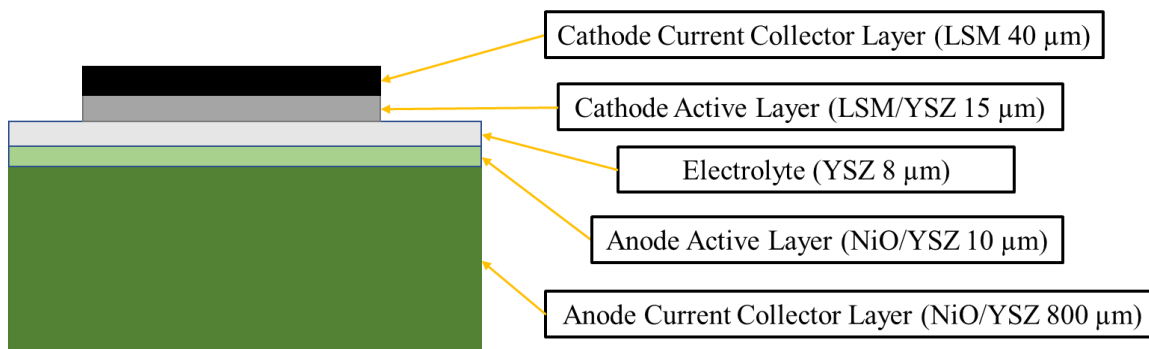 Cathode Current Collector Layer (LSM 40 µm)
Cathode Active Layer (LSM/YSZ 15 µm)
Electrolyte (YSZ 8 µm)
Anode Active Layer (NiO/YSZ 10 µm)
Anode Current Collector Layer (NiO/YSZ 800 µm)